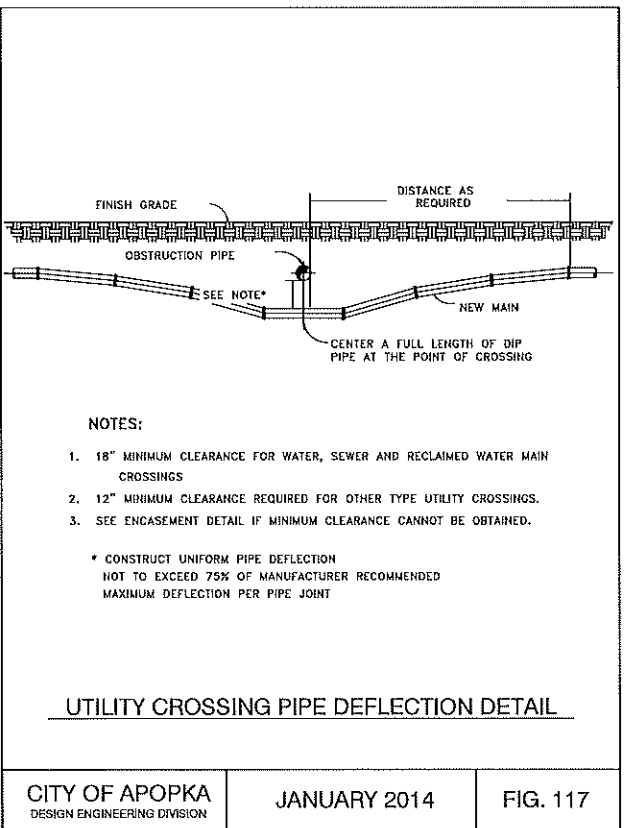 FINISH GRADE
DISTANCE AS
REQUIRED
OBSTRUCTION PIPE
SEE NOTE*
NEW MAIN
CENTER A FULL LENGTH OF DIP
PIPE AT THE POINT OF CROSSING
NOTES:
1. 18" MINIMUM CLEARANCE FOR WATER, SEWER AND RECLAIMED WATER MAIN
CROSSINGS
2. 12" MINIMUM CLEARANCE REQUIRED FOR OTHER TYPE UTILITY CROSSINGS.
3. SEE ENCASEMENT DETAIL IF MINIMUM CLEARANCE CANNOT BE OBTAINED.
* CONSTRUCT UNIFORM PIPE DEFLECTION
NOT TO EXCEED 75% OF MANUFACTURER RECOMMENDED
MAXIMUM DEFLECTION PER PIPE JOINT
UTILITY CROSSING PIPE DEFLECTION DETAIL
CITY OF APOPKA
DESIGN ENGINEERING DIVISION
JANUARY 2014
FIG. 117